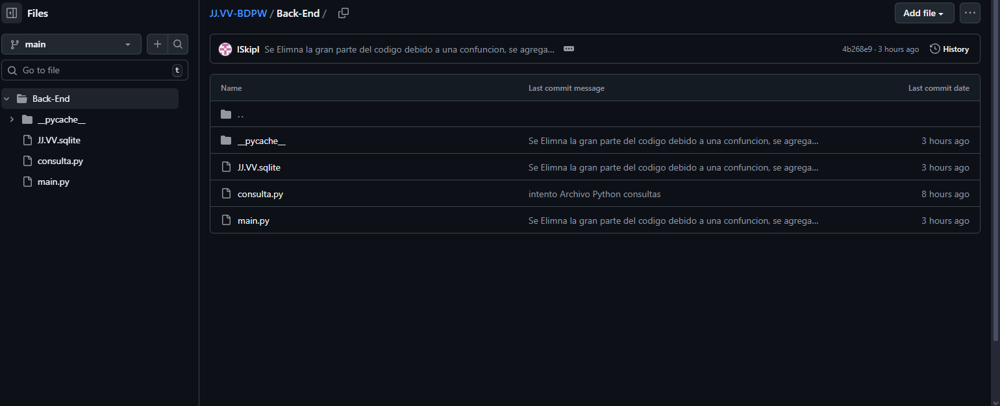 Files
main
Go to file
t
Back-End
__pycache__
JJ.VV.sqlite
consulta.py
main.py
JJ.VV-BDPW / Back-End /
Add file
ISkipI Se Elimna la gran parte del codigo debido a una confuncion, se agrega...
4b268e9 · 3 hours ago
History
Name Last commit message Last commit date
..
__pycache__ Se Elimna la gran parte del codigo debido a una confuncion, se agrega... 3 hours ago
JJ.VV.sqlite Se Elimna la gran parte del codigo debido a una confuncion, se agrega... 3 hours ago
consulta.py intento Archivo Python consultas 8 hours ago
main.py Se Elimna la gran parte del codigo debido a una confuncion, se agrega... 3 hours ago